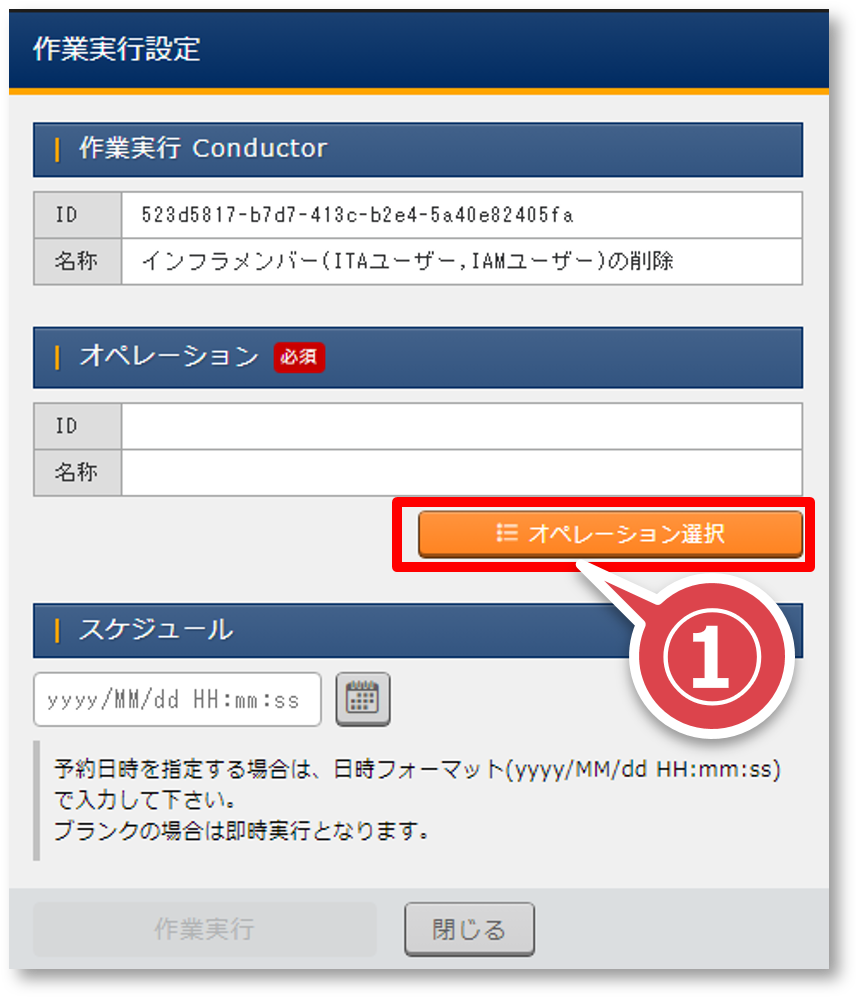 作業実行設定
作業実行 Conductor
ID 523d5817-b7d7-413c-b2e4-5a40e82405fa
名称 インフラメンバー(ITAユーザー,IAMユーザー)の削除
オペレーション 必須
ID
名称
オペレーション選択
1
スケジュール
yyyy/MM/dd HH:mm:ss
予約日時を指定する場合は、日時フォーマット(yyyy/MM/dd HH:mm:ss)
で入力して下さい。
ブランクの場合は即時実行となります。
作業実行 閉じる